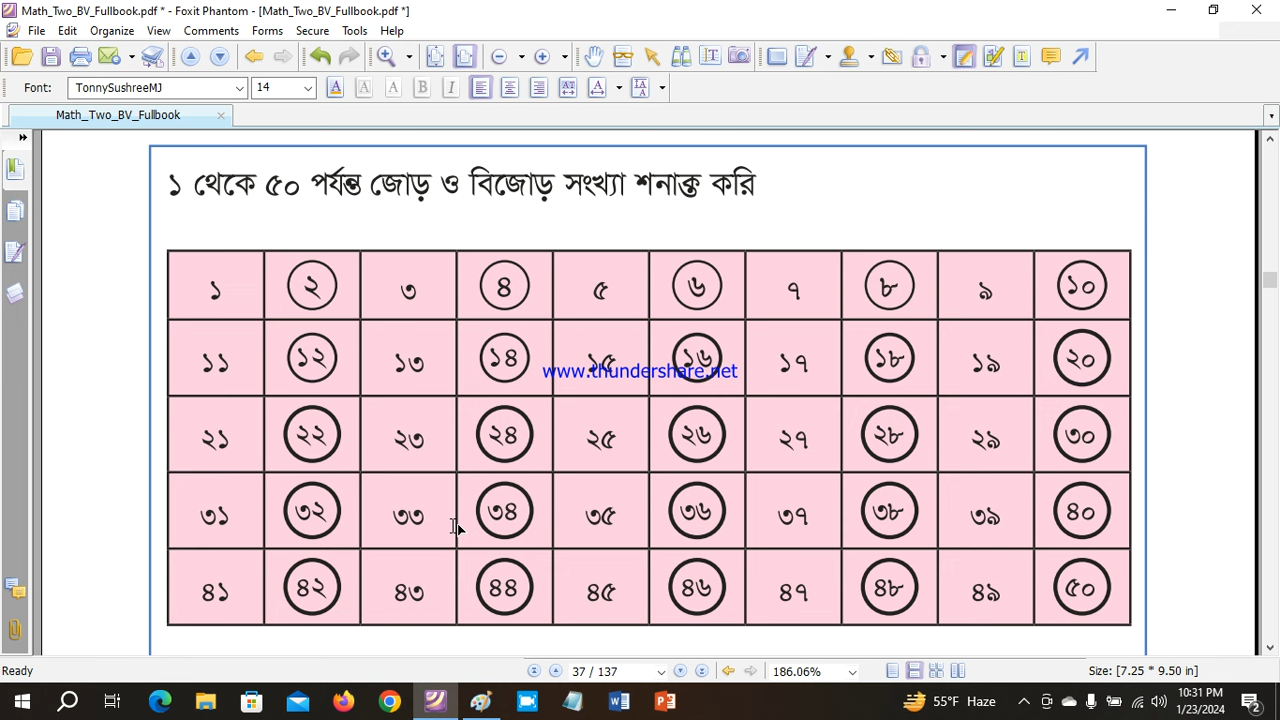 Math_Two_BV_Fullbook.pdf * - Foxit Phantom - [Math_Two_BV_Fullbook.pdf *]
File Edit Organize View Comments Forms Secure Tools Help
Font: TonnySushreeMJ 14
Math_Two_BV_Fullbook
১ থেকে ৫০ পর্যন্ত জোড় ও বিজোড় সংখ্যা শনাক্ত করি
১ ২ ৩ ৪ ৫ ৬ ৭ ৮ ৯ ১০
১১ ১২ ১৩ ১৪ ১৫ ১৬ ১৭ ১৮ ১৯ ২০
www.thundershare.net
২১ ২২ ২৩ ২৪ ২৫ ২৬ ২৭ ২৮ ২৯ ৩০
৩১ ৩২ ৩৩ ৩৪ ৩৫ ৩৬ ৩৭ ৩৮ ৩৯ ৪০
৪১ ৪২ ৪৩ ৪৪ ৪৫ ৪৬ ৪৭ ৪৮ ৪৯ ৫০
Ready 37 / 137 186.06% Size: [7.25 * 9.50 in]
55°F Haze 10:31 PM
1/23/2024 2